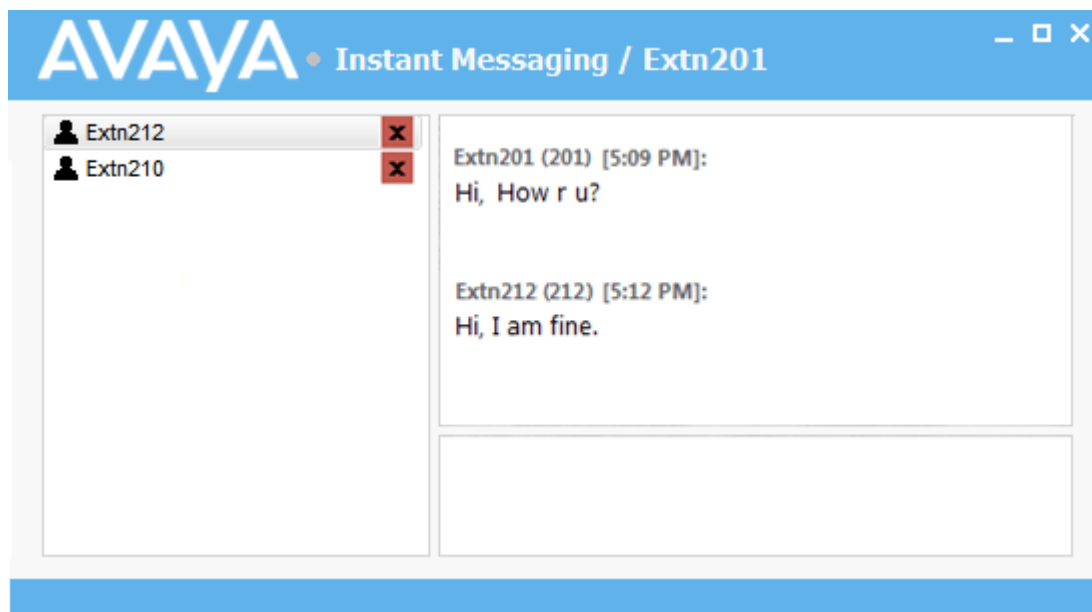 AVAYA
Instant Messaging / Extn201
Extn212
Extn210
Extn201 (201) [5:09 PM]:
Hi, How r u?
Extn212 (212) [5:12 PM]:
Hi, I am fine.